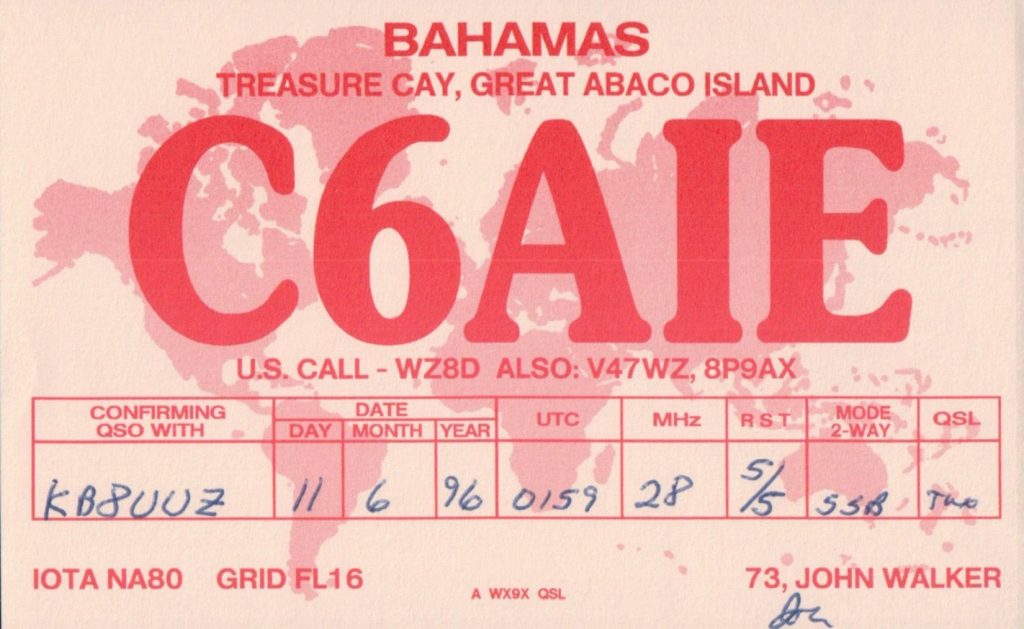 BAHAMAS
TREASURE CAY, GREAT ABACO ISLAND
C6AIE
U.S. CALL - WZ8D ALSO: V47WZ, 8P9AX
CONFIRMING QSO WITH DATE DAY MONTH YEAR UTC MHz RST MODE 2-WAY QSL
KB8UUZ 11 6 96 0159 28 5/5 SSB Tnx
IOTA NA80 GRID FL16 73, JOHN WALKER
A WX9X QSL